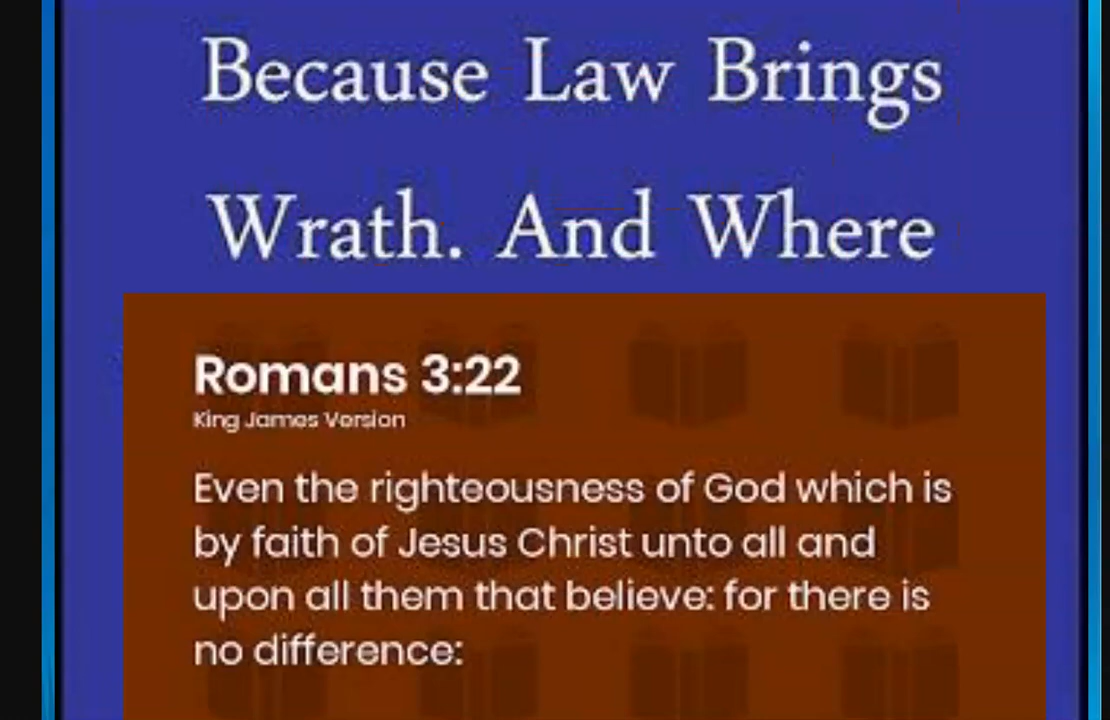 Because Law Brings
Wrath. And Where
Romans 3:22
King James Version
Even the righteousness of God which is
by faith of Jesus Christ unto all and
upon all them that believe: for there is
no difference: